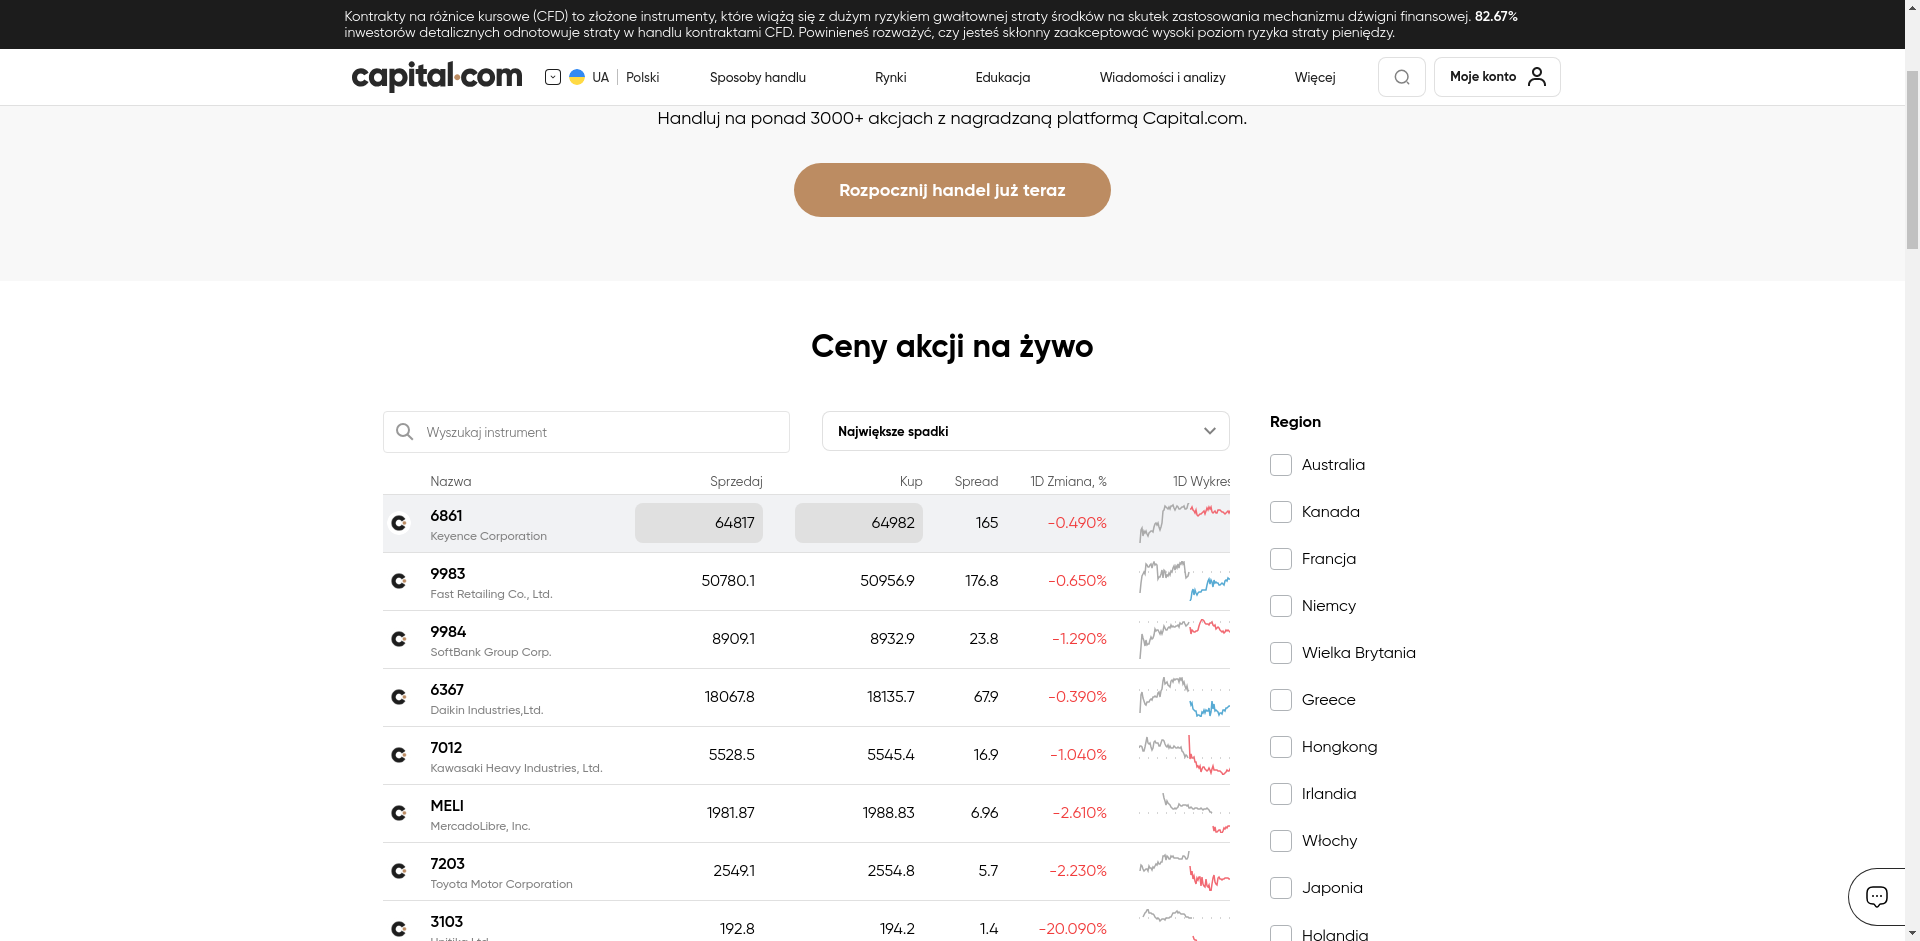 Kontrakty na różnice kursowe (CFD) to złożone instrumenty, które wiążą się z dużym ryzykiem gwałtownej straty środków na skutek zastosowania mechanizmu dźwigni finansowej. 82.67%
inwestorów detalicznych odnotowuje straty w handlu kontraktami CFD. Powinieneś rozważyć, czy jesteś skłonny zaakceptować wysoki poziom ryzyka straty pieniędzy.
capital.com UA Polski Sposoby handlu Rynki Edukacja Wiadomości i analizy Więcej Moje konto
Handluj na ponad 3000+ akcjach z nagradzaną platformą Capital.com.
Rozpocznij handel już teraz
Ceny akcji na żywo
Wyszukaj instrument
Największe spadki
Nazwa Sprzedaj Kup Spread 1D Zmiana, % 1D Wykres
6861 64817 64982 165 -0.490%
Keyence Corporation
9983 50780.1 50956.9 176.8 -0.650%
Fast Retailing Co., Ltd.
9984 8909.1 8932.9 23.8 -1.290%
SoftBank Group Corp.
6367 18067.8 18135.7 67.9 -0.390%
Daikin Industries,Ltd.
7012 5528.5 5545.4 16.9 -1.040%
Kawasaki Heavy Industries, Ltd.
MELI 1981.87 1988.83 6.96 -2.610%
MercadoLibre, Inc.
7203 2549.1 2554.8 5.7 -2.230%
Toyota Motor Corporation
3103 192.8 194.2 1.4 -20.090%
Region
Australia
Kanada
Francja
Niemcy
Wielka Brytania
Greece
Hongkong
Irlandia
Włochy
Japonia
Holandia